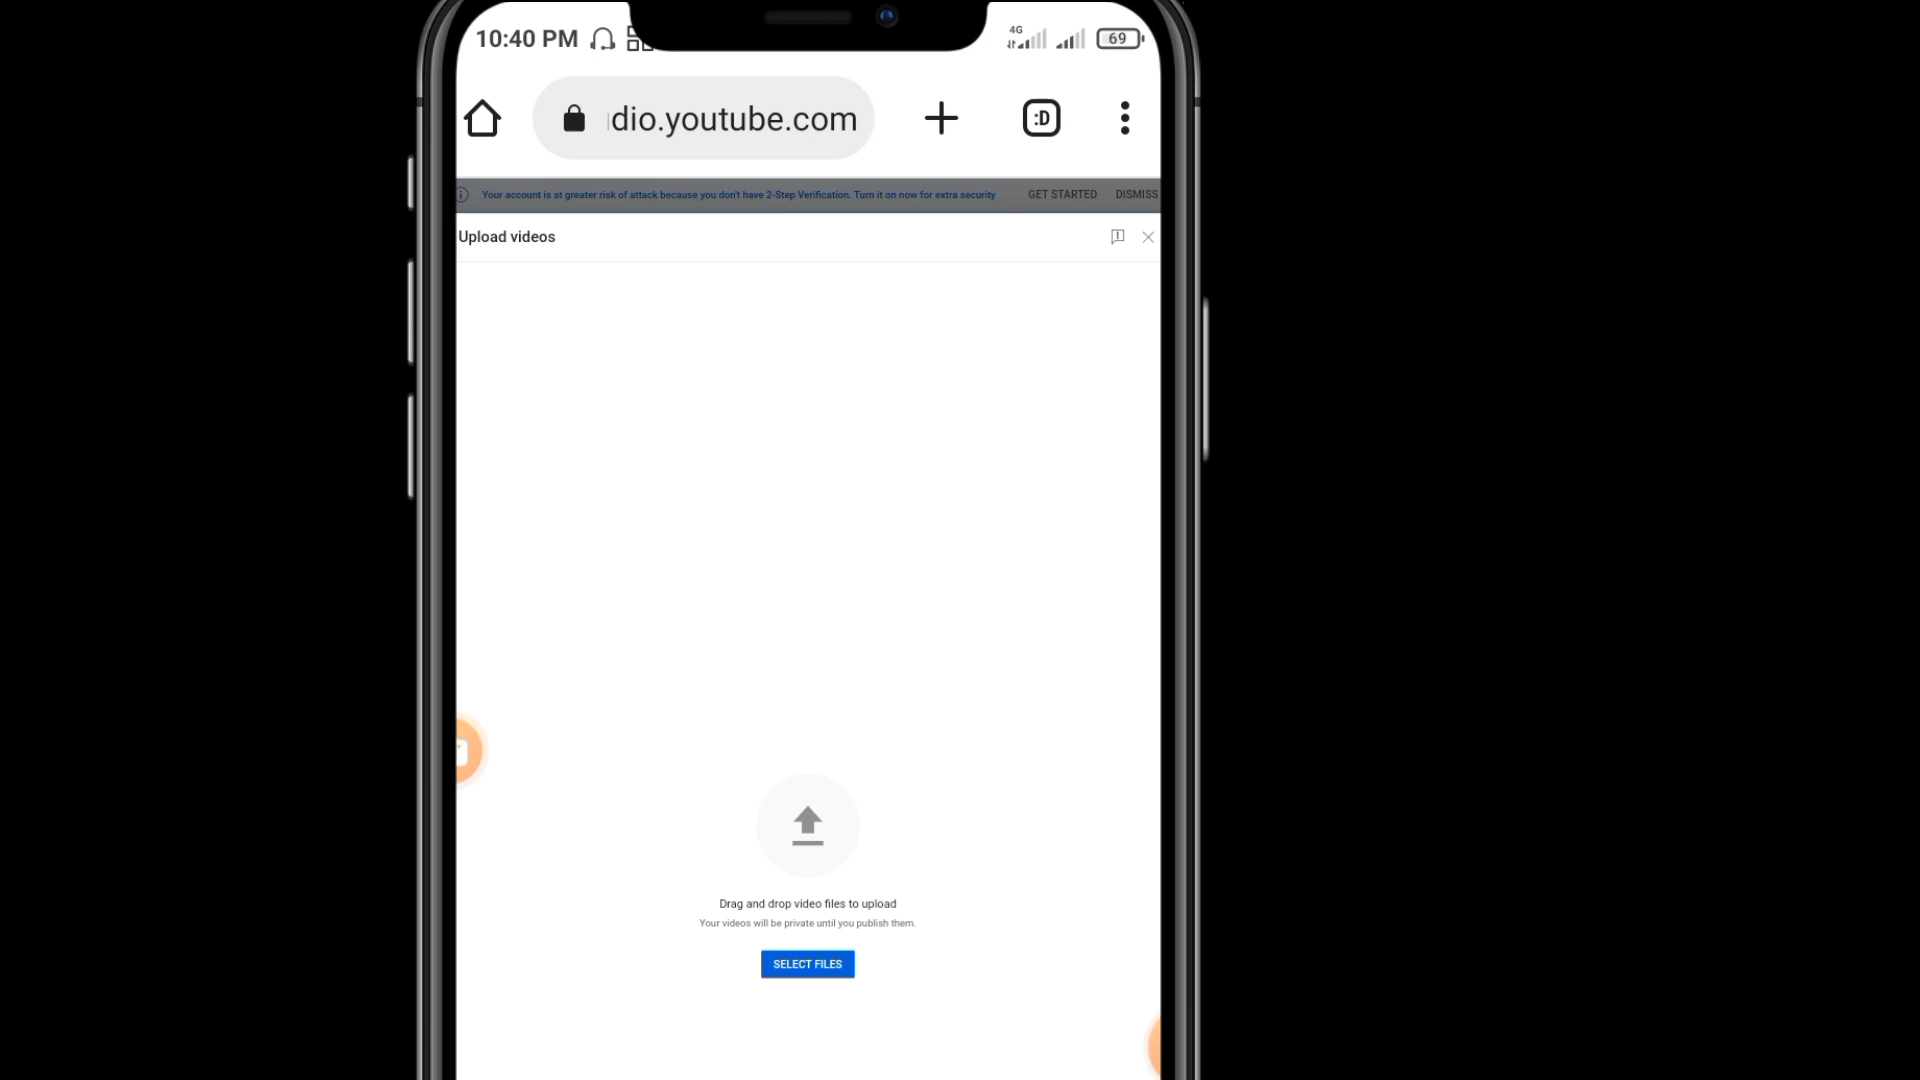 10:40 PM
4G
69
dio.youtube.com
:D
Your account is at greater risk of attack because you don't have 2-Step Verification. Turn it on now for extra security
GET STARTED
DISMISS
Upload videos
Drag and drop video files to upload
Your videos will be private until you publish them.
SELECT FILES